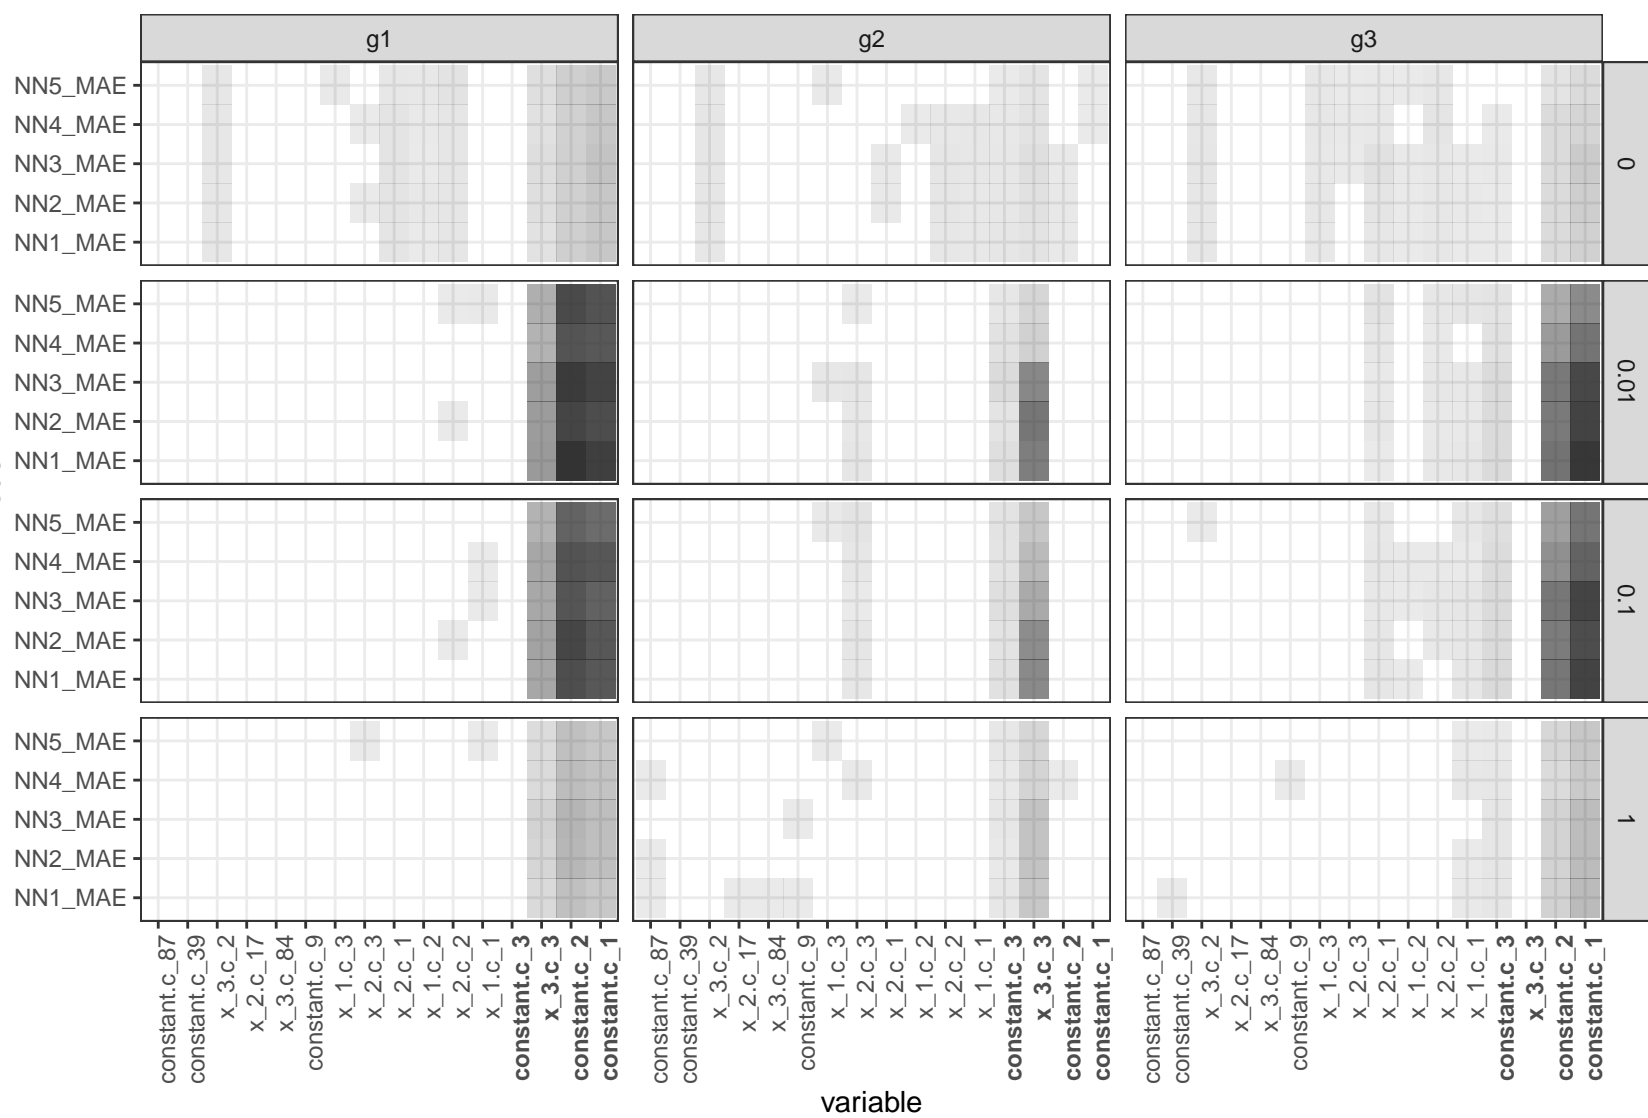 g1 g2 g3
NN5_MAE
NN4_MAE
NN3_MAE
NN2_MAE
NN1_MAE
0
NN5_MAE
NN4_MAE
NN3_MAE
NN2_MAE
NN1_MAE
0.01
NN5_MAE
NN4_MAE
NN3_MAE
NN2_MAE
NN1_MAE
0.1
NN5_MAE
NN4_MAE
NN3_MAE
NN2_MAE
NN1_MAE
1
constant.c_87
constant.c_39
x_3.c_2
x_2.c_17
x_3.c_84
constant.c_9
x_1.c_3
x_2.c_3
x_2.c_1
x_1.c_2
x_2.c_2
x_1.c_1
constant.c_3
x_3.c_3
constant.c_2
constant.c_1
constant.c_87
constant.c_39
x_3.c_2
x_2.c_17
x_3.c_84
constant.c_9
x_1.c_3
x_2.c_3
x_2.c_1
x_1.c_2
x_2.c_2
x_1.c_1
constant.c_3
x_3.c_3
constant.c_2
constant.c_1
constant.c_87
constant.c_39
x_3.c_2
x_2.c_17
x_3.c_84
constant.c_9
x_1.c_3
x_2.c_3
x_2.c_1
x_1.c_2
x_2.c_2
x_1.c_1
constant.c_3
x_3.c_3
constant.c_2
constant.c_1
variable